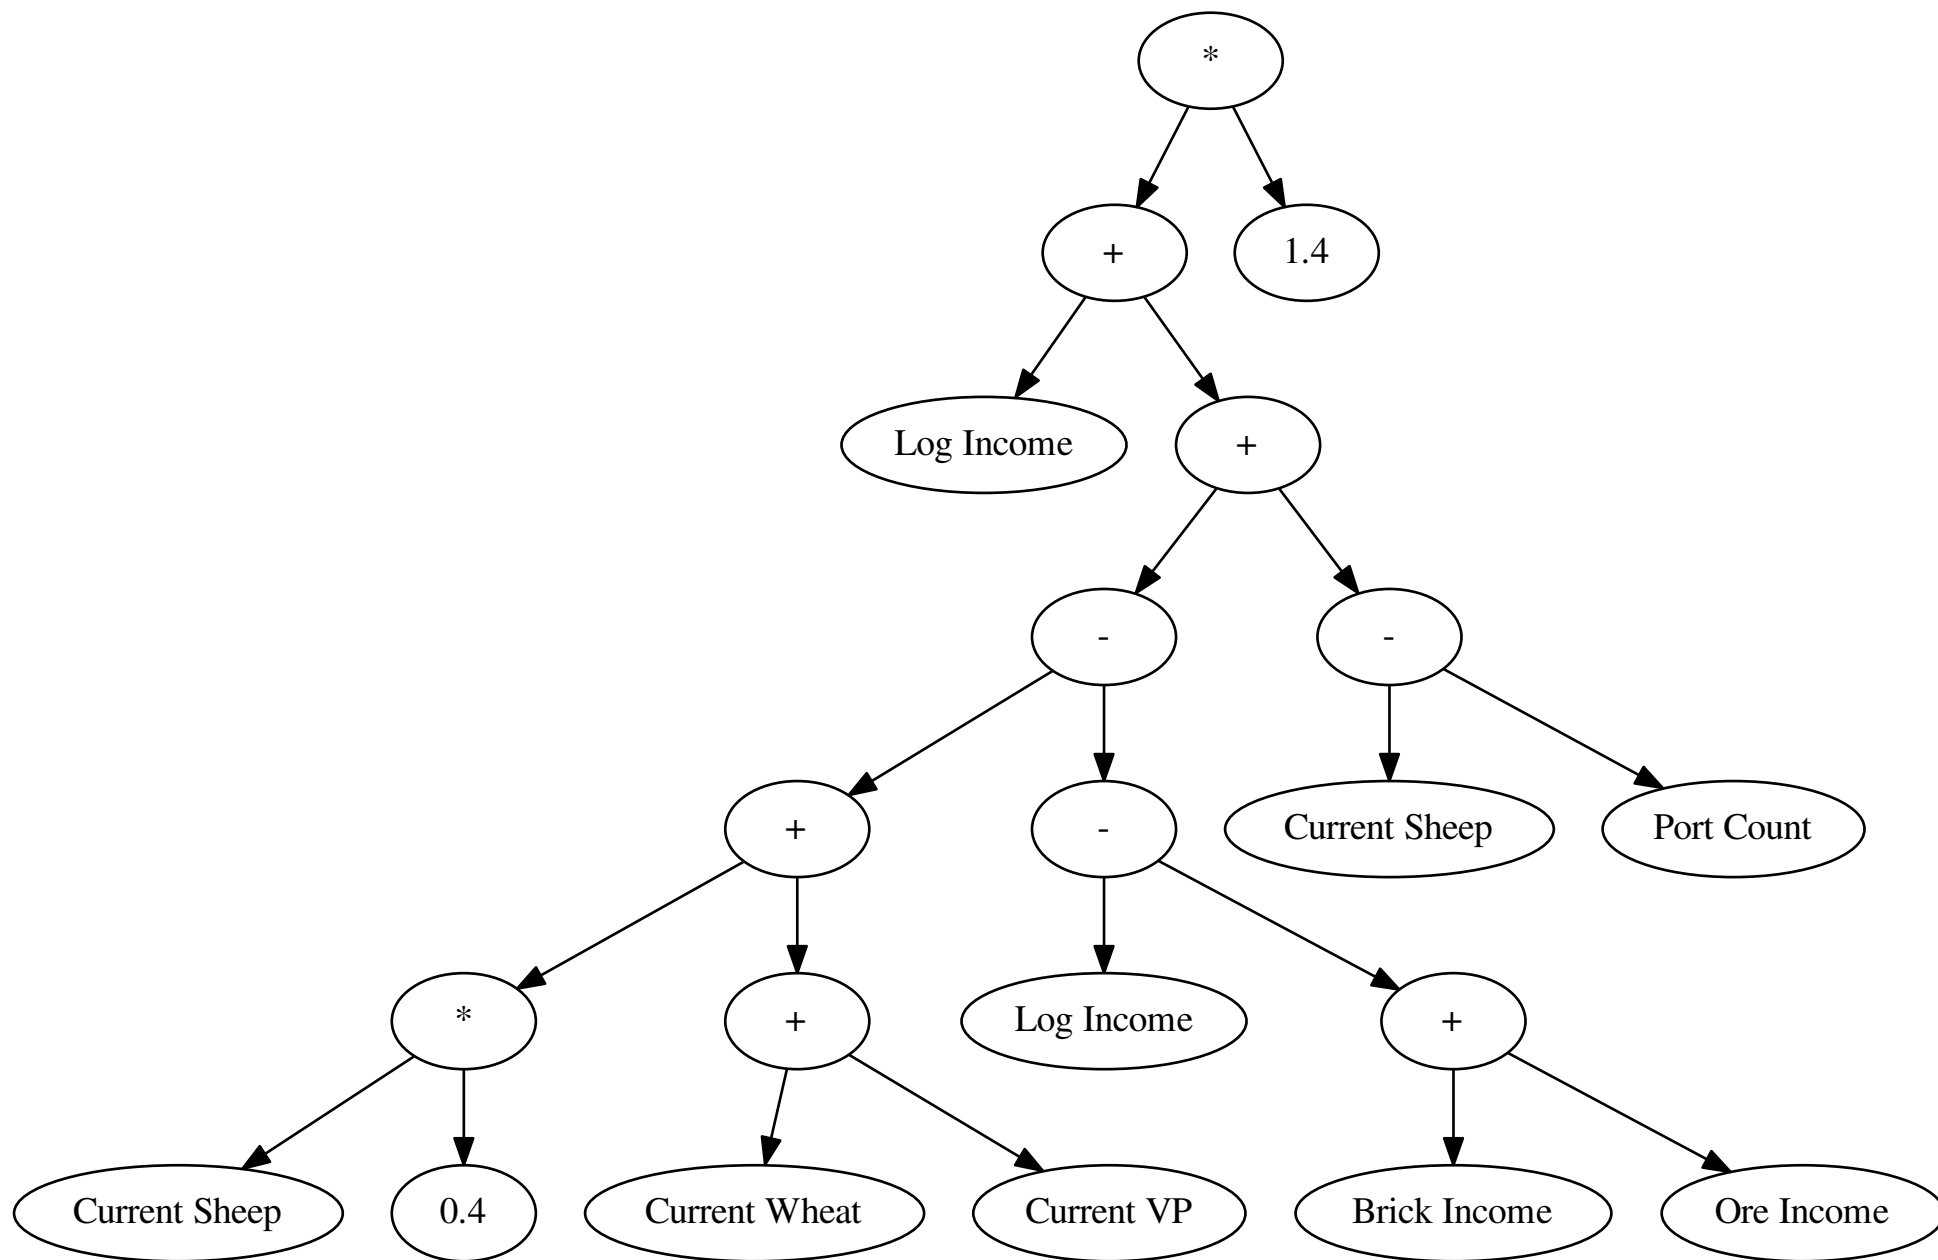 *
+
1.4
Log Income
+
-
-
+
-
Current Sheep
Port Count
*
+
Log Income
+
Current Sheep
0.4
Current Wheat
Current VP
Brick Income
Ore Income